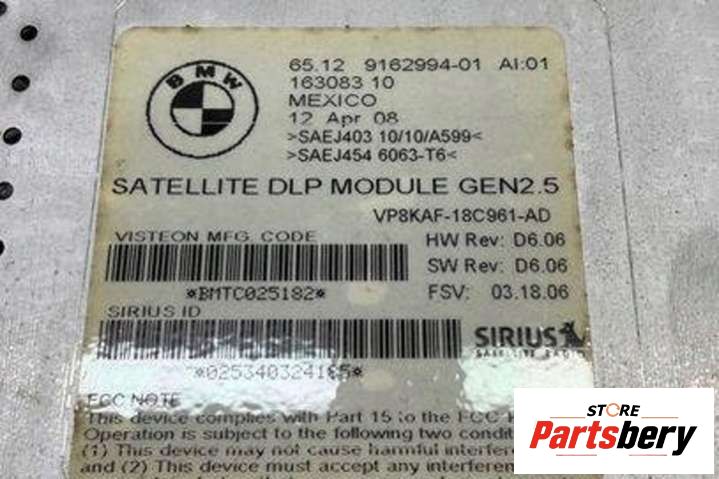 BMW
65.12 9162994-01 AI:01
163083 10
MEXICO
12 Apr 08
>SAEJ403 10/10/A599<
>SAEJ454 6063-T6<
SATELLITE DLP MODULE GEN2.5
VP8KAF-18C961-AD
VISTEON MFG. CODE
HW Rev: D6.06
SW Rev: D6.06
*BMTC025182*
FSV: 03.18.06
SIRIUS ID
SIRIUS
SATELLITE RADIO
FCC NOTE
This device complies with Part 15 to the FCC
Operation is subject to the following two
(1) This device may not cause harmful
and (2) This device must accept any
STORE
Partsbery